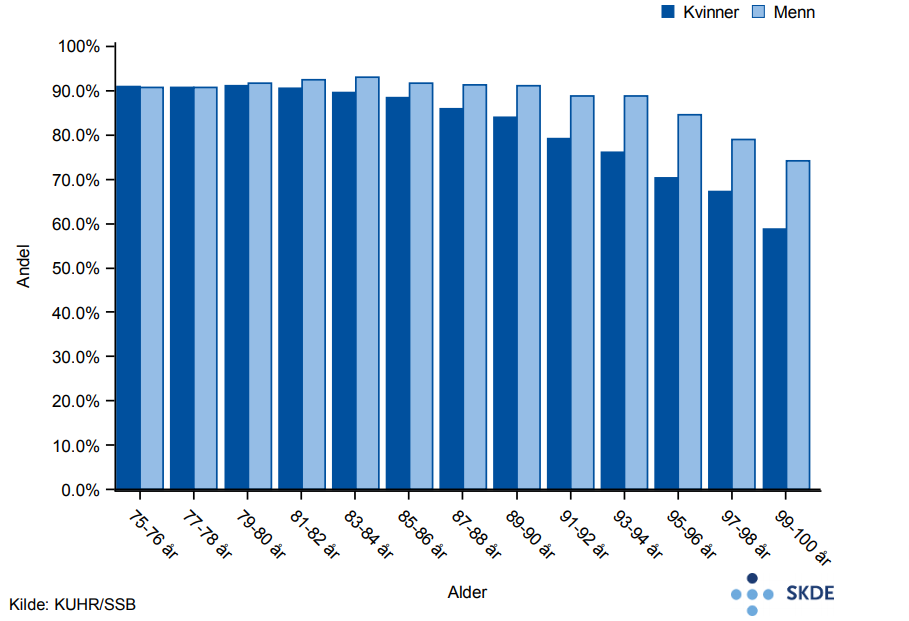 Kvinner Menn
100%
90.0%
80.0%
70.0%
60.0%
50.0%
40.0%
30.0%
20.0%
10.0%
0.0%
Andel
75-76 år
77-78 år
79-80 år
81-82 år
83-84 år
85-86 år
87-88 år
89-90 år
91-92 år
93-94 år
95-96 år
97-98 år
99-100 år
Alder
Kilde: KUHR/SSB
SKDE